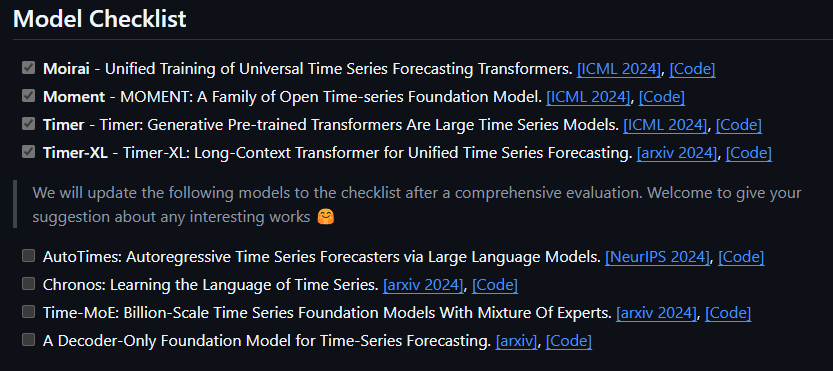 Model Checklist
Moirai - Unified Training of Universal Time Series Forecasting Transformers. [ICML 2024], [Code]
Moment - MOMENT: A Family of Open Time-series Foundation Model. [ICML 2024], [Code]
Timer - Timer: Generative Pre-trained Transformers Are Large Time Series Models. [ICML 2024], [Code]
Timer-XL - Timer-XL: Long-Context Transformer for Unified Time Series Forecasting. [arxiv 2024], [Code]
We will update the following models to the checklist after a comprehensive evaluation. Welcome to give your
suggestion about any interesting works 🤗
AutoTimes: Autoregressive Time Series Forecasters via Large Language Models. [NeurIPS 2024], [Code]
Chronos: Learning the Language of Time Series. [arxiv 2024], [Code]
Time-MoE: Billion-Scale Time Series Foundation Models With Mixture Of Experts. [arxiv 2024], [Code]
A Decoder-Only Foundation Model for Time-Series Forecasting. [arxiv], [Code]